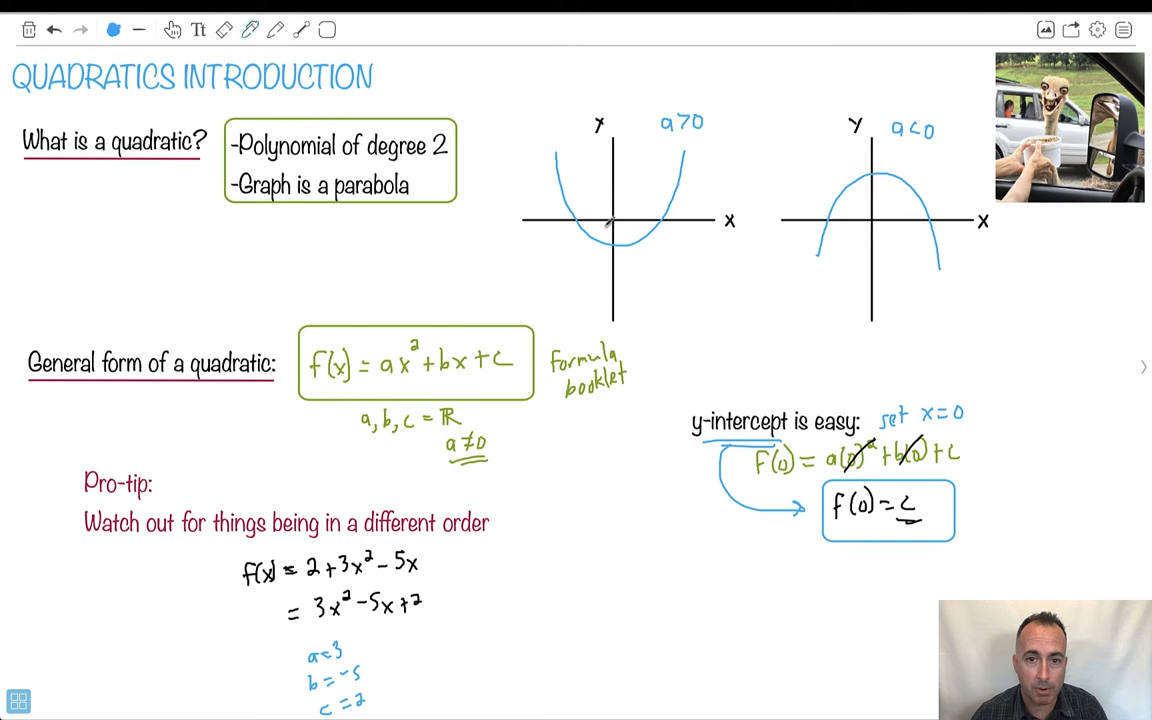 Tt
QUADRATICS INTRODUCTION
What is a quadratic?
-Polynomial of degree 2
-Graph is a parabola
Y
a>0
X
Y
a<0
X
General form of a quadratic:
f(x) = ax² + bx + c
formula
booklet
a, b, c = ℝ
a ≠ 0
y-intercept is easy: set x=0
f(0) = a(0)² + b(0) + c
f(0) = c
Pro-tip:
Watch out for things being in a different order
f(x) = 2 + 3x² - 5x
= 3x² - 5x + 2
a=3
b=-5
c=2